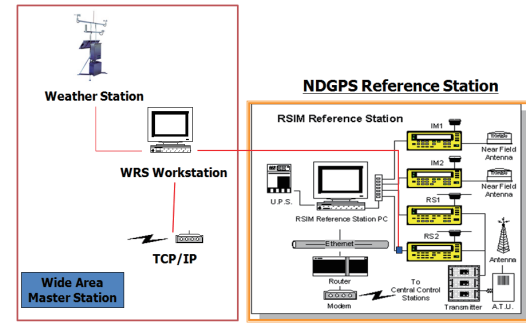 Weather Station
WRS Workstation
TCP/IP
Wide Area
Master Station
NDGPS Reference Station
RSIM Reference Station
IM1
Near Field
Antenna
IM2
Near Field
Antenna
U.P.S.
RSIM Reference Station PC
RS1
RS2
Ethernet
Router
Modem
To
Central Control
Stations
Transmitter
Antenna
A.T.U.